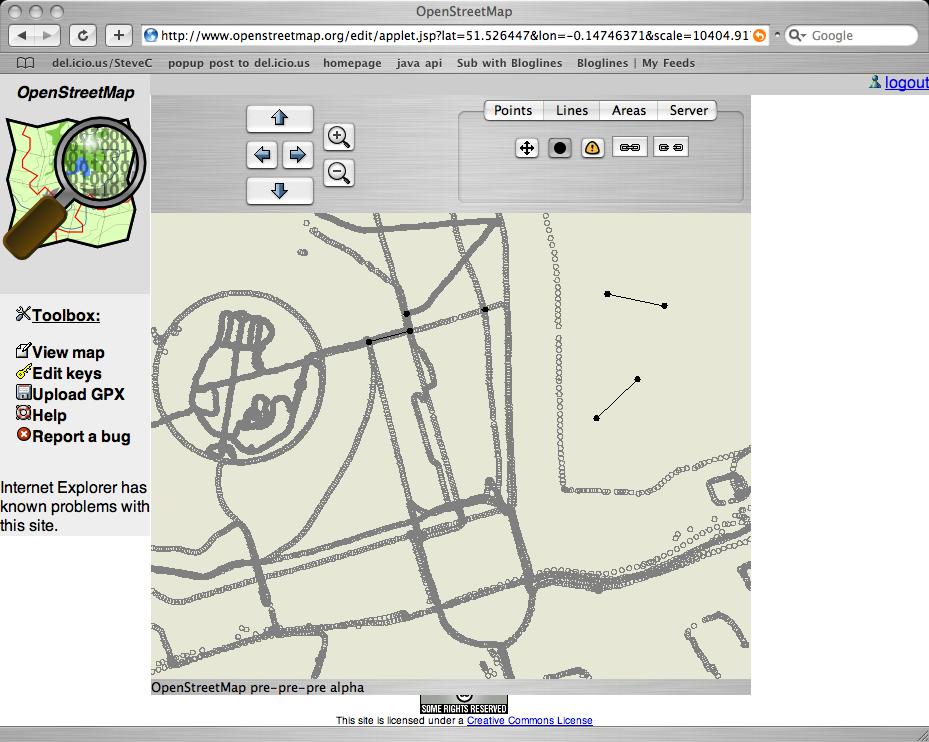 OpenStreetMap
http://www.openstreetmap.org/edit/applet.jsp?lat=51.526447&lon=-0.14746371&scale=10404.91
Google
del.icio.us/SteveC popup post to del.icio.us homepage java api Sub with Bloglines Bloglines | My Feeds
OpenStreetMap
logout
Points Lines Areas Server
Toolbox:
View map
Edit keys
Upload GPX
Help
Report a bug
Internet Explorer has
known problems with
this site.
OpenStreetMap pre-pre-pre alpha
SOME RIGHTS RESERVED
This site is licensed under a Creative Commons License